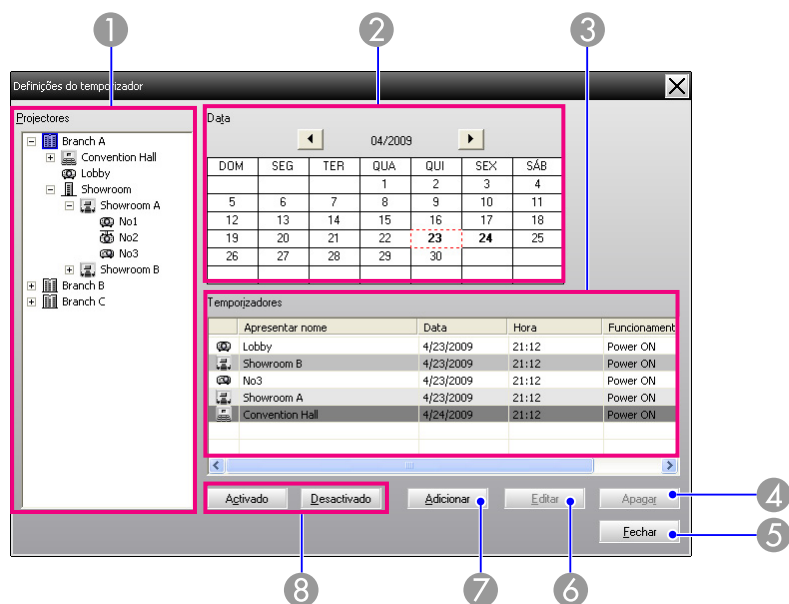 1 2 3
Definições do temporizador
Projectores
Branch A
Convention Hall
Lobby
Showroom
Showroom A
No1
No2
No3
Showroom B
Branch B
Branch C
Data
04/2009
DOM SEG TER QUA QUI SEX SÁB
1 2 3 4
5 6 7 8 9 10 11
12 13 14 15 16 17 18
19 20 21 22 23 24 25
26 27 28 29 30
Temporizadores
Apresentar nome Data Hora Funcionament
Lobby 4/23/2009 21:12 Power ON
Showroom B 4/23/2009 21:12 Power ON
No3 4/23/2009 21:12 Power ON
Showroom A 4/23/2009 21:12 Power ON
Convention Hall 4/24/2009 21:12 Power ON
Activado Desactivado Adicionar Editar Apagar 4
Fechar 5
8 7 6